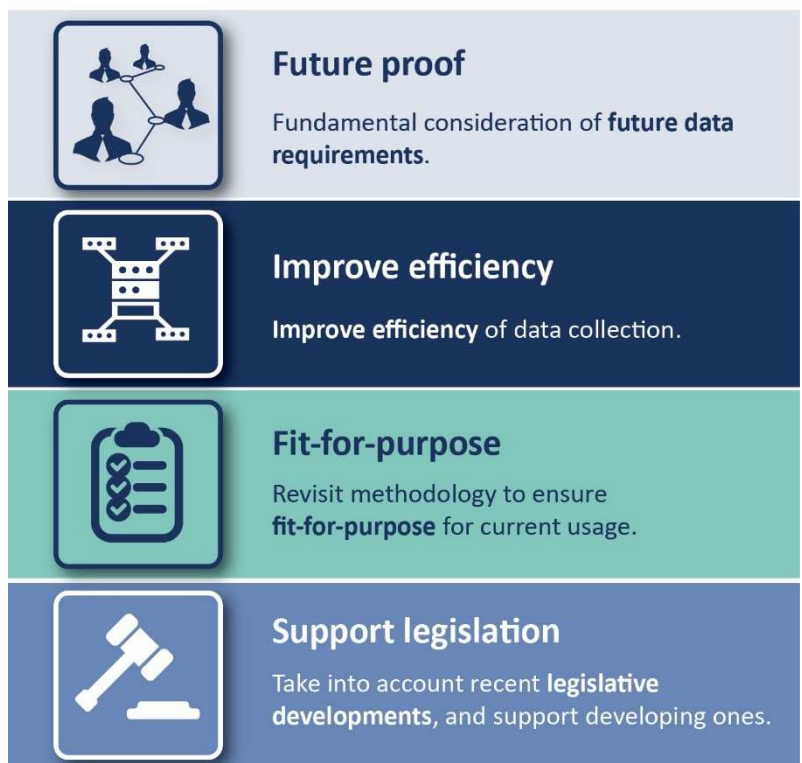 Future proof
Fundamental consideration of future data
requirements.
Improve efficiency
Improve efficiency of data collection.
Fit-for-purpose
Revisit methodology to ensure
fit-for-purpose for current usage.
Support legislation
Take into account recent legislative
developments, and support developing ones.